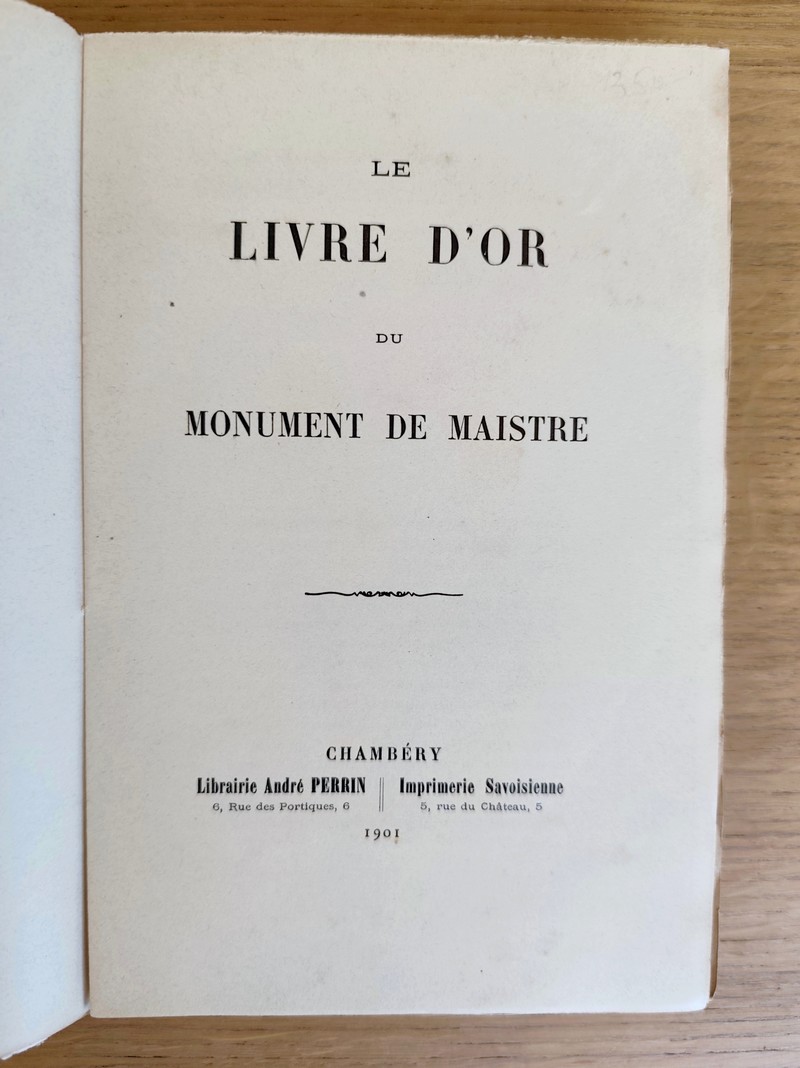 LE
LIVRE D'OR
DU
MONUMENT DE MAISTRE
CHAMBÉRY
Librairie André PERRIN
6, Rue des Portiques, 6
Imprimerie Savoisienne
5, rue du Château, 5
1901